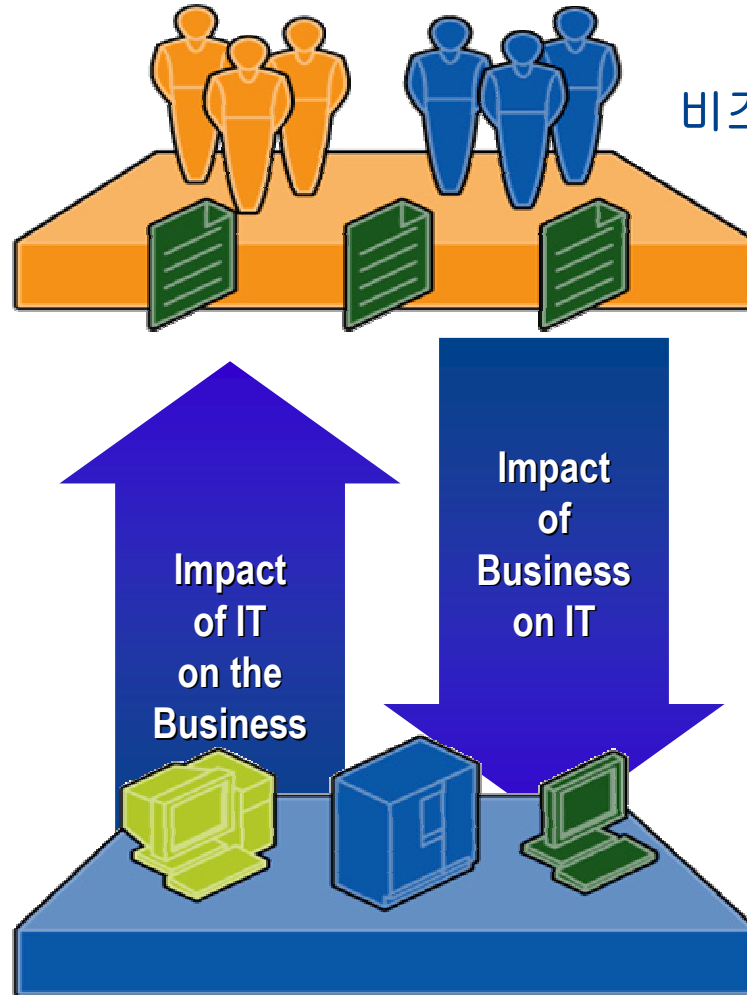 Impact
of IT
on the
Business
Impact
of
Business
on IT